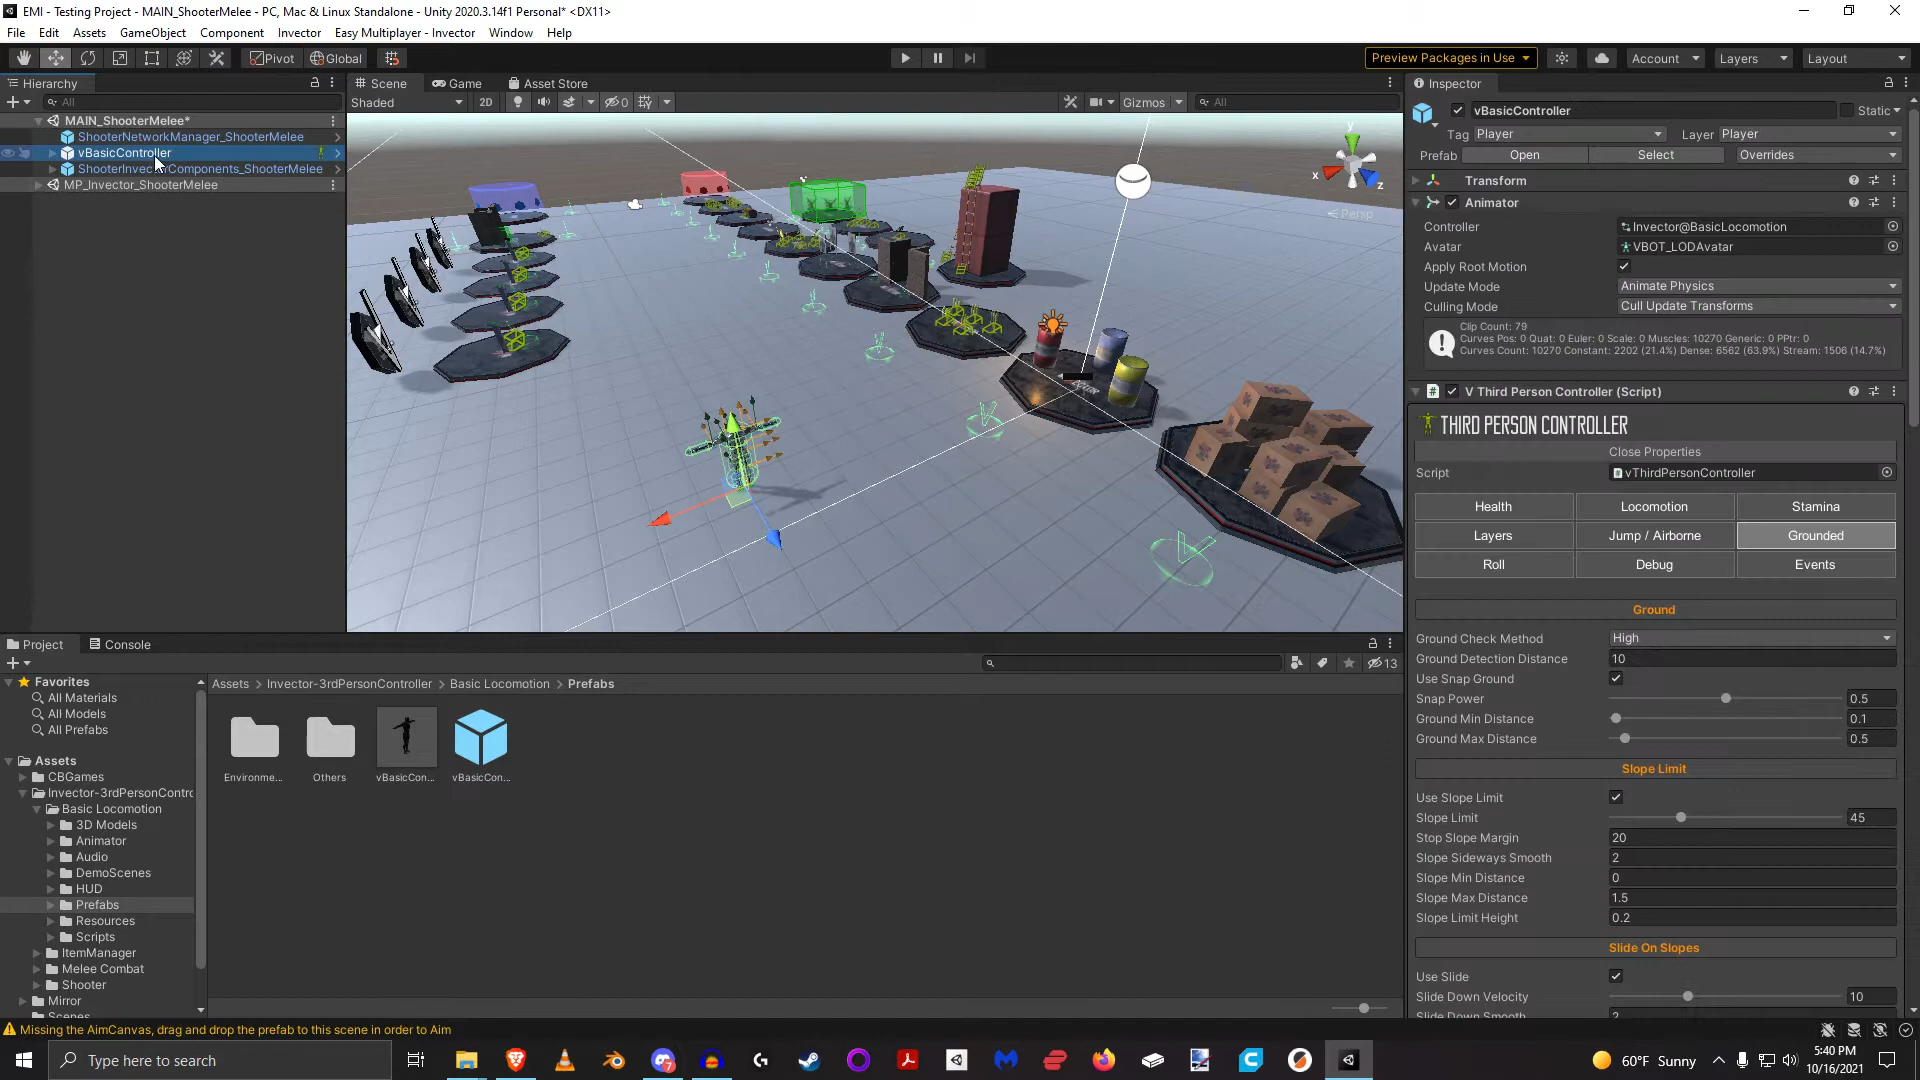 EMI - Testing Project - MAIN_ShooterMelee - PC, Mac & Linux Standalone - Unity 2020.3.14f1 Personal* <DX11>
File Edit Assets GameObject Component Invector Easy Multiplayer - Invector Window Help
Pivot Global Preview Packages in Use Account Layers Layout
Hierarchy
All
MAIN_ShooterMelee*
ShooterNetworkManager_ShooterMelee
vBasicController
MP_Invector_ShooterMelee
Scene Game Asset Store
Shaded 2D 0 Gizmos All
y
x
z
Persp
Inspector
vBasicController Static
Tag Player Layer Player
Prefab Open Select Overrides
Transform
Animator
Controller Invector@BasicLocomotion
Avatar VBOT_LODAvatar
Apply Root Motion
Update Mode Animate Physics
Culling Mode Cull Update Transforms
Clip Count: 79
Curves Pos: 0 Quat: 0 Euler: 0 Scale: 0 Muscles: 10270 Generic: 0 PPtr: 0
Curves Count: 10270 Constant: 2202 (21.4%) Dense: 6562 (63.9%) Stream: 1506 (14.7%)
V Third Person Controller (Script)
THIRD PERSON CONTROLLER
Close Properties
Script vThirdPersonController
Health Locomotion Stamina
Layers Jump / Airborne Grounded
Roll Debug Events
Ground
Ground Check Method High
Ground Detection Distance 10
Use Snap Ground
Snap Power 0.5
Ground Min Distance 0.1
Ground Max Distance 0.5
Slope Limit
Use Slope Limit
Slope Limit 45
Stop Slope Margin 20
Slope Sideways Smooth 2
Slope Min Distance 0
Slope Max Distance 1.5
Slope Limit Height 0.2
Slide On Slopes
Use Slide
Slide Down Velocity 10
Slide Down Smooth 2
Project Console
13
Favorites
All Materials
All Models
All Prefabs
Assets
CBGames
Invector-3rdPersonContro
Basic Locomotion
3D Models
Animator
Audio
DemoScenes
HUD
Prefabs
Resources
Scripts
ItemManager
Melee Combat
Shooter
Mirror
Scenes
Assets > Invector-3rdPersonController > Basic Locomotion > Prefabs
Environme... Others vBasicCon... vBasicCon...
Missing the AimCanvas, drag and drop the prefab to this scene in order to Aim
Type here to search
7
60°F Sunny
5:40 PM
10/16/2021